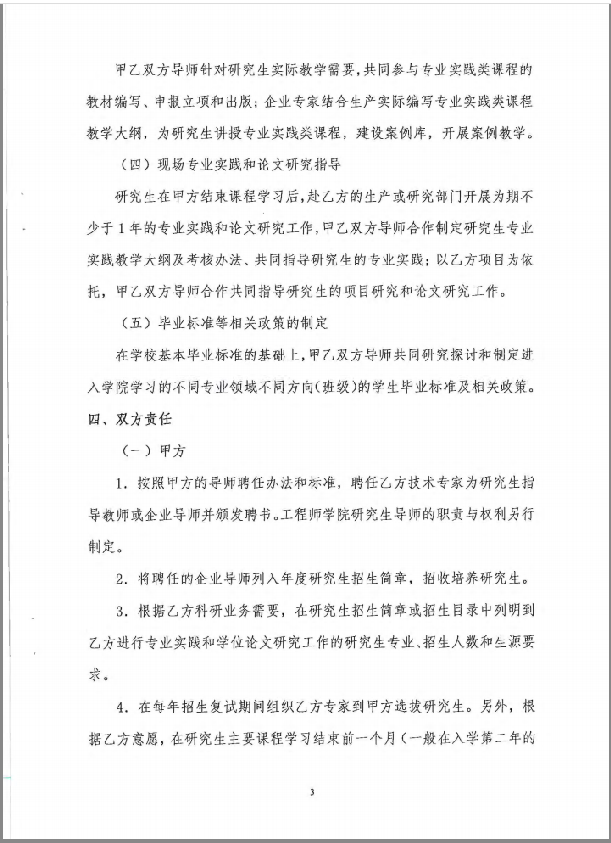 甲乙双方导师针对研究生实际教学需要,共同参与专业实践类课程的
教材编写、申报立项和出版；企业专家结合生产实际编写专业实践类课程
教学大纲，为研究生讲授专业实践类课程，建设案例库，开展案例教学。
（四）现场专业实践和论文研究指导
研究生在甲方结束课程学习后,赴乙方的生产或研究部门开展为期不
少于1年的专业实践和论文研究工作,甲乙双方导师合作制定研究生专业
实践教学大纲及考核办法、共同指导研究生的专业实践；以乙方项目为依
托，甲乙双方导师合作共同指导研究生的项目研究和论文研究工作。
（五）毕业标准等相关政策的制定
在学校基本毕业标准的基础上,甲乙双方导师共同研究探讨和制定进
入学院学习的不同专业领域不同方向(班级)的学生毕业标准及相关政策。
四、双方责任
（一）甲方
1．按照甲方的导师聘任办法和标准，聘任乙方技术专家为研究生指
导教师或企业导师并颁发聘书。工程师学院研究生导师的职责与权利另行
制定。
2．将聘任的企业导师列入年度研究生招生简章，招收培养研究生。
3．根据乙方科研业务需要，在研究生招生简章或招生目录中列明到
乙方进行专业实践和学位论文研究工作的研究生专业、招生人数和生源要
求。
4．在每年招生复试期间组织乙方专家到甲方选拔研究生。另外，根
据乙方意愿，在研究生主要课程学习结束前一个月（一般在入学第二年的
3